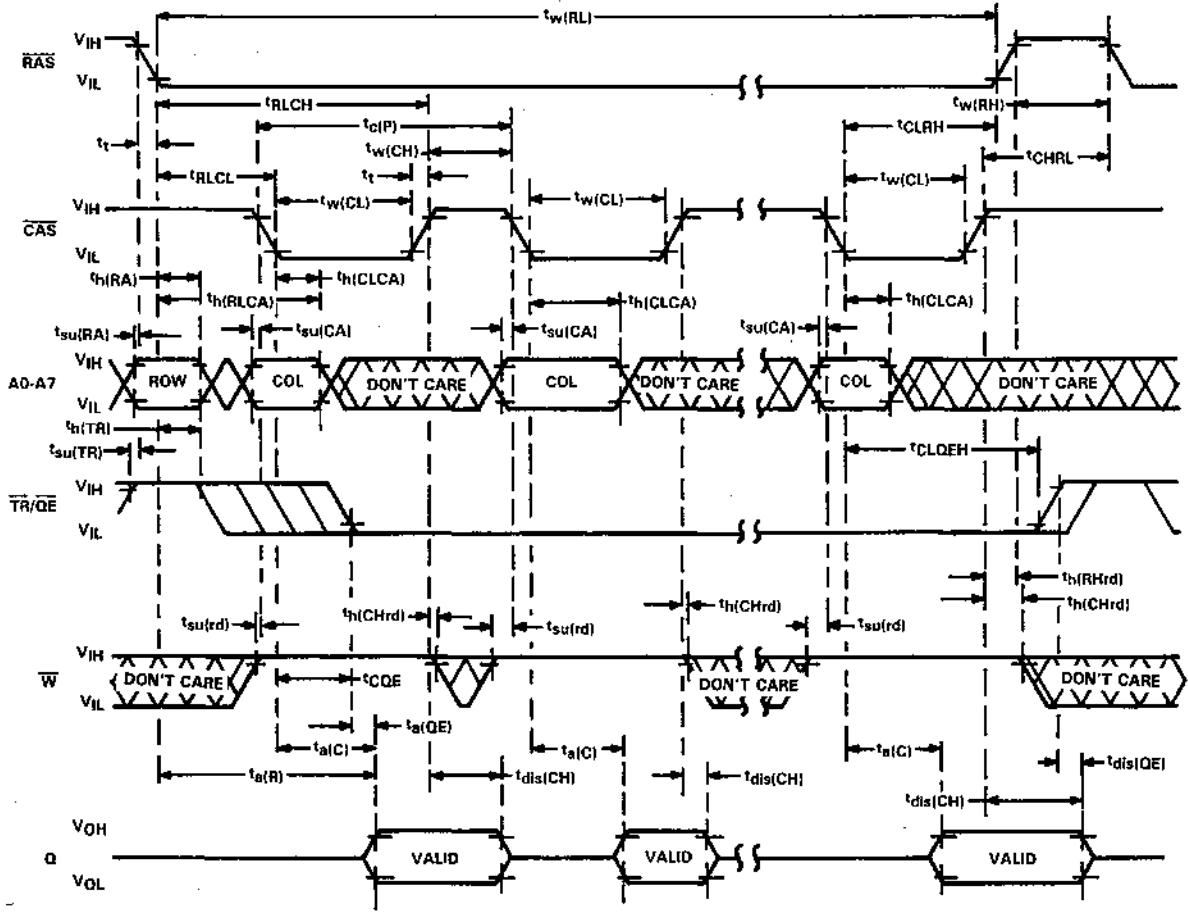 tw(RL)
VIH
RAS
VIL
tRLCH
tw(RH)
tc(P)
tCLRH
tt
tw(CH)
tCHRL
tRLCL
tt
tw(CL)
tw(CL)
tw(CL)
VIH
CAS
VIL
th(RA)
th(CLCA)
th(RLCA)
th(CLCA)
th(CLCA)
tsu(RA)
tsu(CA)
tsu(CA)
tsu(CA)
VIH
A0-A7
ROW
COL
DON'T CARE
COL
DON'T CARE
COL
DON'T CARE
VIL
th(TR)
tsu(TR)
tCLQEH
VIH
TR/QE
VIL
th(RHrd)
th(CHrd)
th(CHrd)
th(CHrd)
tsu(rd)
tsu(rd)
tsu(rd)
VIH
W
DON'T CARE
DON'T CARE
DON'T CARE
VIL
tCQE
ta(QE)
ta(C)
ta(C)
ta(C)
ta(R)
tdis(CH)
tdis(CH)
tdis(QE)
tdis(CH)
VOH
Q
VALID
VALID
VALID
VOL